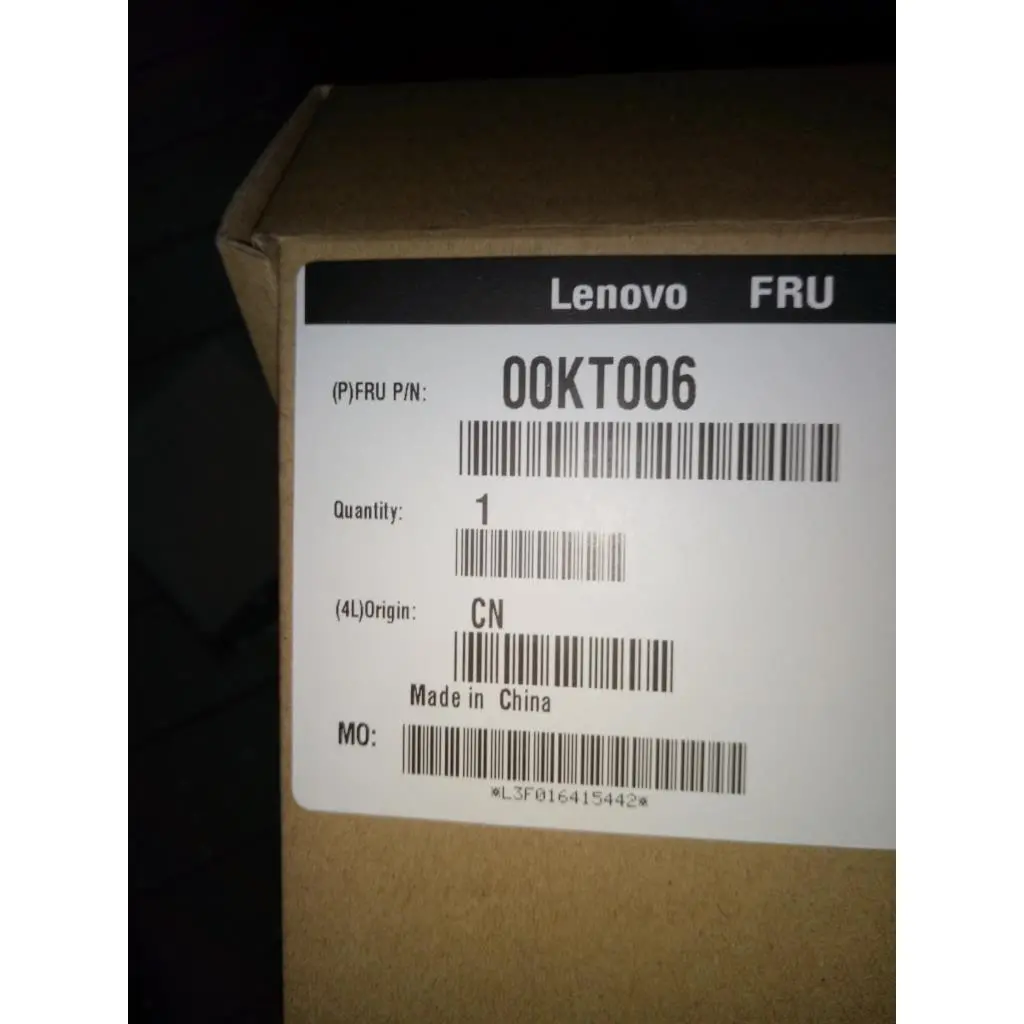 Lenovo FRU
(P)FRU P/N: 00KT006
Quantity: 1
(4L)Origin: CN
Made in China
MO:
*L3F016415442*